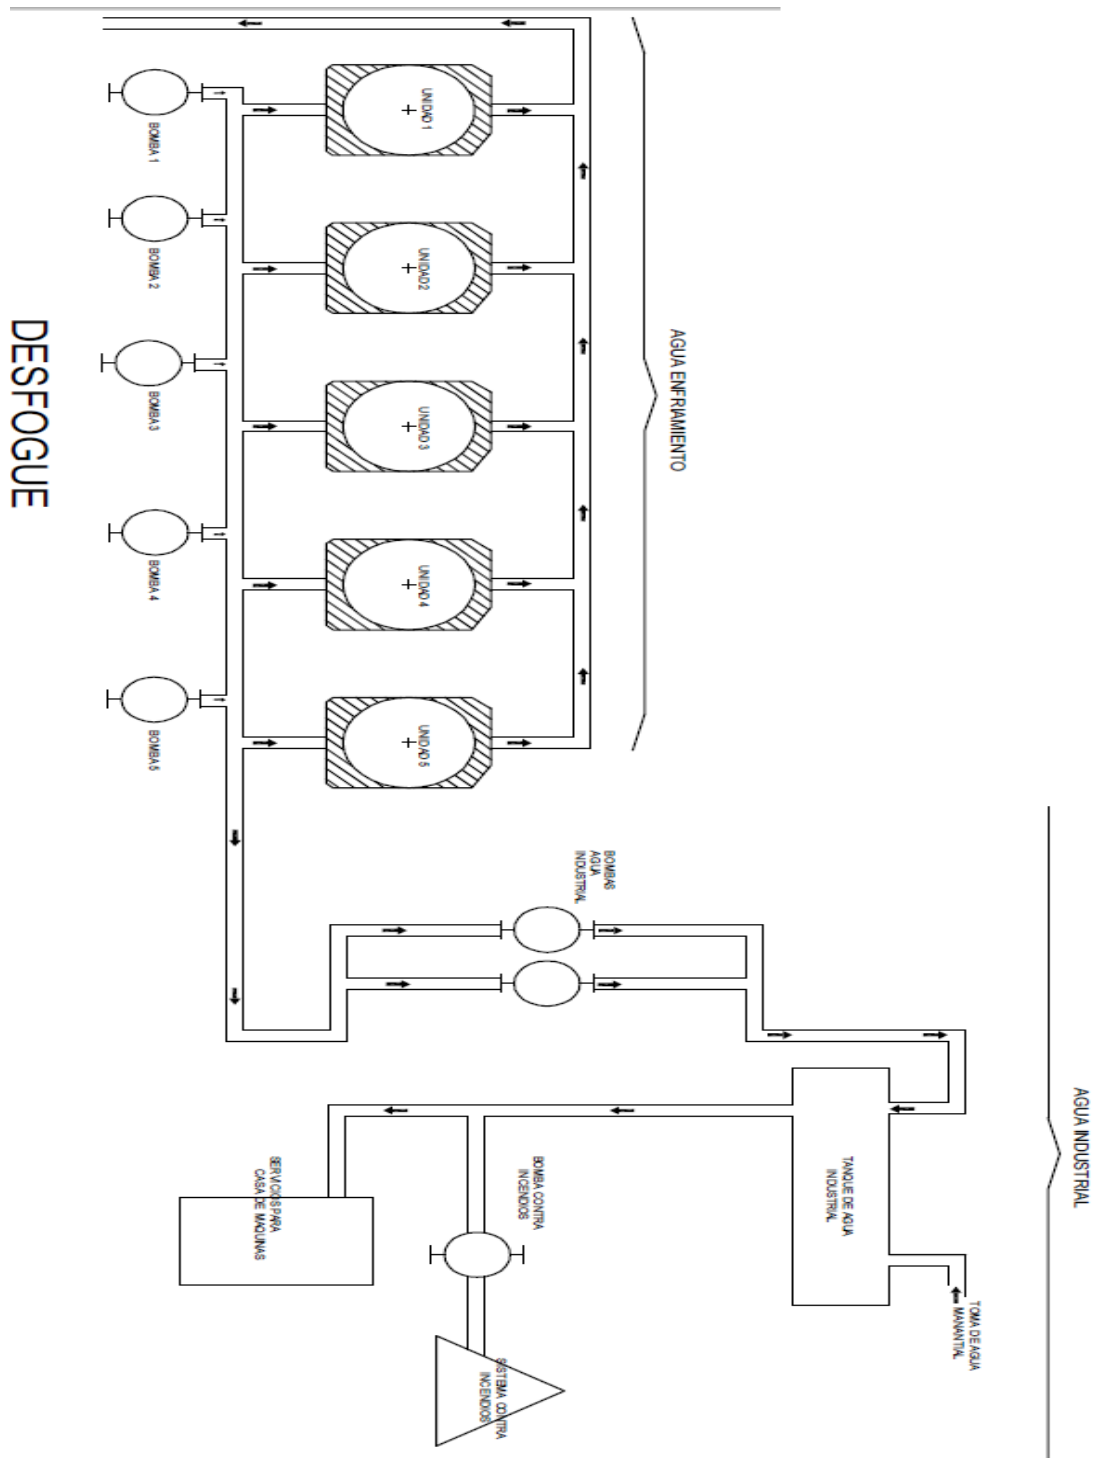 AGUA INDUSTRIAL
TOMA DE AGUA
MANANTIAL
TANQUE DE AGUA
INDUSTRIAL
AGUA ENFRIAMIENTO
BOMBAS
AGUA
INDUSTRIAL
BOMBA CONTRA
INCENDIOS
SISTEMA CONTRA
INCENDIOS
SERVICIOS PARA
CASA DE MAQUINAS
UNIDAD 1
UNIDAD 2
UNIDAD 3
UNIDAD 4
UNIDAD 5
BOMBA 1
BOMBA 2
BOMBA 3
BOMBA 4
BOMBA 5
DESFOGUE